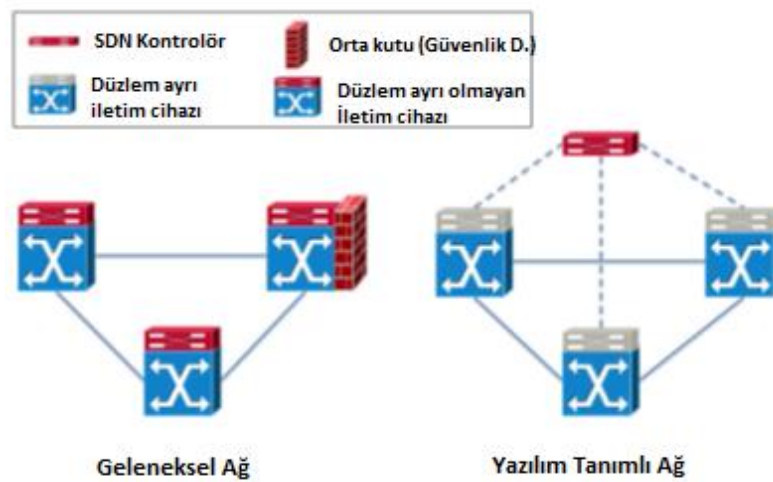 SDN Kontrolör
Orta kutu (Güvenlik D.)
Düzlem ayrı
iletim cihazı
Düzlem ayrı olmayan
İletim cihazı
Geleneksel Ağ
Yazılım Tanımlı Ağ